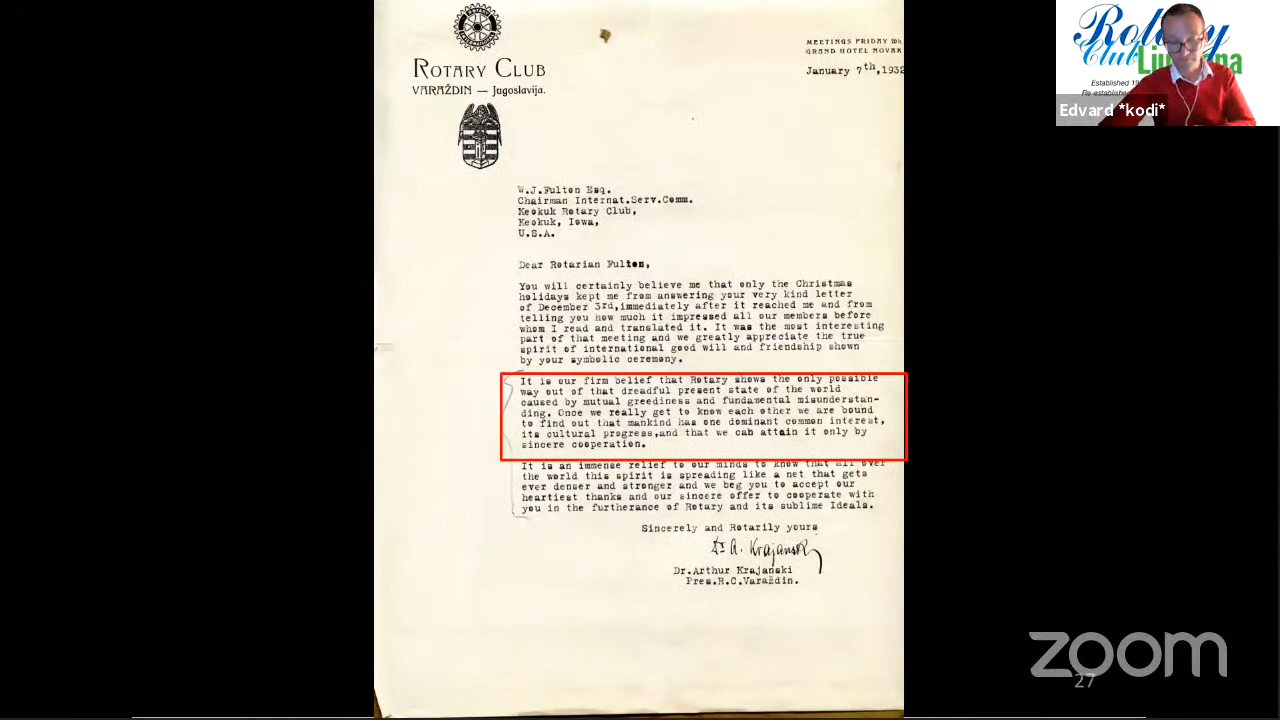 ROTARY CLUB
VARAŽDIN — Jugoslavija.
MEETINGS FRIDAY 20h
GRAND HOTEL NOVAK
January 7th,1932
W.J.Fulton Esq.
Chairman Internat.Serv.Comm.
Keokuk Rotary Club,
Keokuk, Iowa,
U.S.A.
Dear Rotarian Fulton,
You will certainly believe me that only the Christmas
holidays kept me from answering your very kind letter
of December 3rd,immediately after it reached me and from
telling you how much it impressed all our members before
whom I read and translated it. It was the most interesting
part of that meeting and we greatly appreciate the true
spirit of international good will and friendship shown
by your symbolic ceremony.
It is our firm belief that Rotary shows the only possible
way out of that dreadful present state of the world
caused by mutual greediness and fundamental misunderstan-
ding. Once we really get to know each other we are bound
to find out that mankind has one dominant common interest,
its cultural progress,and that we cab attain it only by
sincere cooperation.
It is an immense relief to our minds to know that all over
the world this spirit is spreading like a net that gets
ever denser and stronger and we beg you to accept our
heartiest thanks and our sincere offer to cooperate with
you in the furtherance of Rotary and its sublime Ideals.
Sincerely and Rotarily yours
Dr A. Krajanski
Dr.Arthur Krajanski
Pres.R.C.Varaždin.
Rotary
Club Ljubljana
Established 19
Re-established
Edvard *kodi*
zoom
27